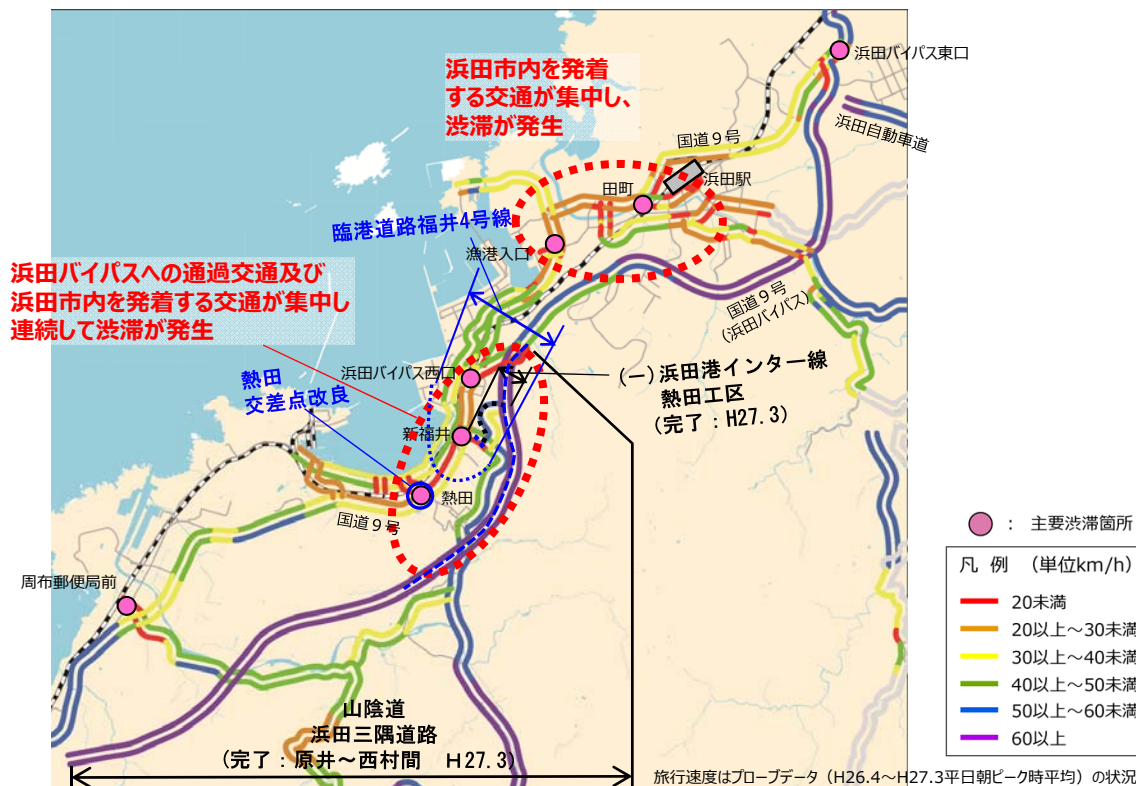 浜田バイパス東口
浜田市内を発着
する交通が集中し、
渋滞が発生
国道9号
浜田自動車道
浜田駅
田町
臨港道路福井4号線
漁港入口
浜田バイパスへの通過交通及び
浜田市内を発着する交通が集中し
連続して渋滞が発生
国道9号
(浜田バイパス)
浜田バイパス西口
熱田
交差点改良
(一)浜田港インター線
熱田工区
(完了：H27.3)
新福井
熱田
国道9号
周布郵便局前
：　主要渋滞箇所
凡 例　(単位km/h)
20未満
20以上～30未満
30以上～40未満
40以上～50未満
50以上～60未満
60以上
山陰道
浜田三隅道路
(完了：原井～西村間　H27.3)
旅行速度はプローブデータ（H26.4～H27.3平日朝ピーク時平均）の状況